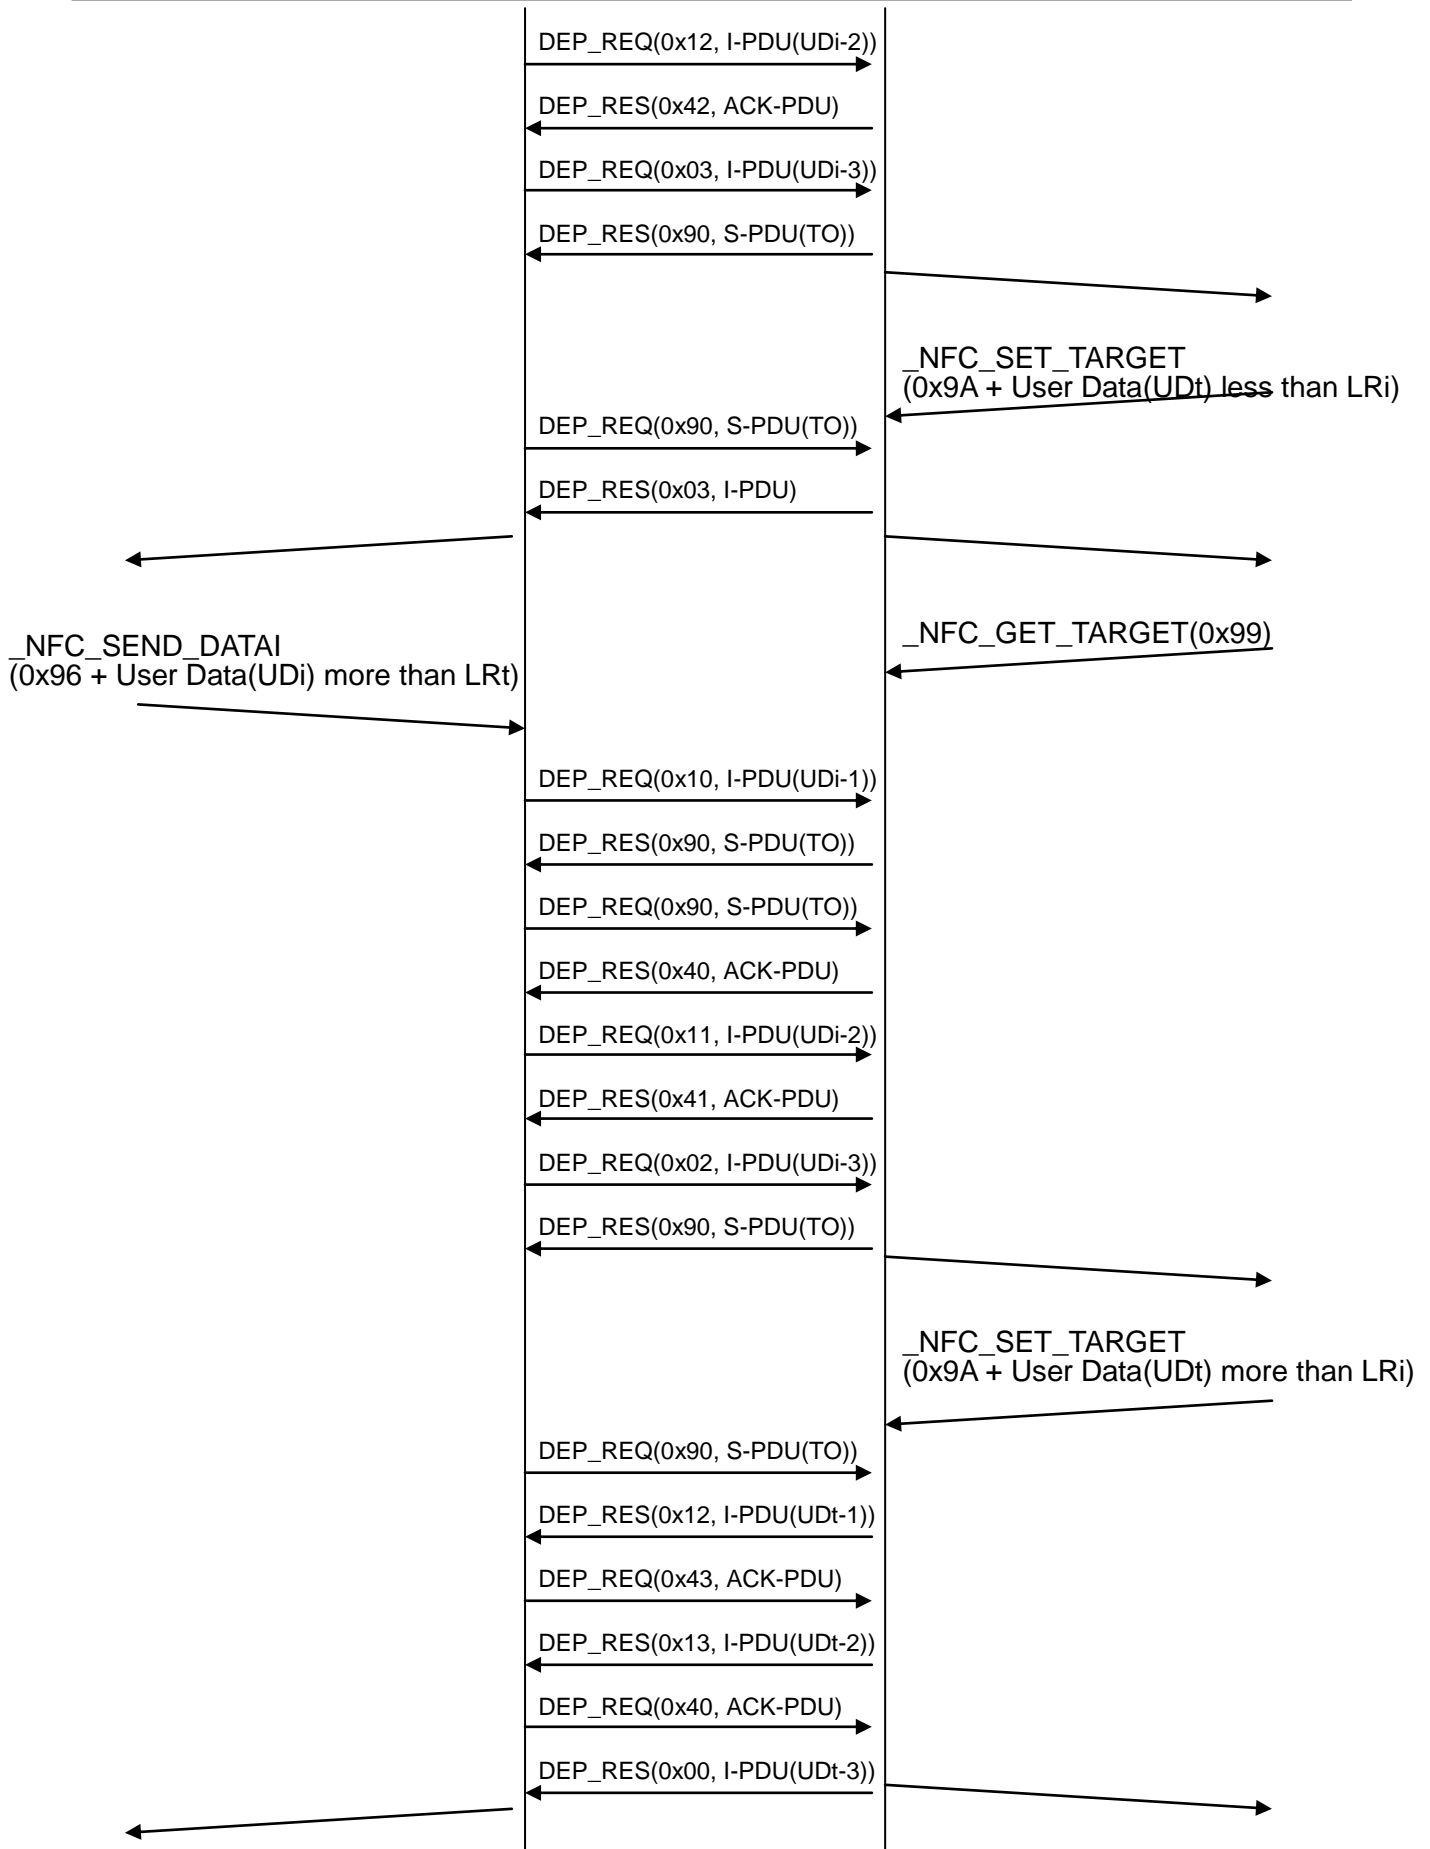 DEP_REQ(0x12, I-PDU(UDi-2))
DEP_RES(0x42, ACK-PDU)
DEP_REQ(0x03, I-PDU(UDi-3))
DEP_RES(0x90, S-PDU(TO))
_NFC_SET_TARGET
(0x9A + User Data(UDt) less than LRi)
DEP_REQ(0x90, S-PDU(TO))
DEP_RES(0x03, I-PDU)
_NFC_GET_TARGET(0x99)
_NFC_SEND_DATAI
(0x96 + User Data(UDi) more than LRt)
DEP_REQ(0x10, I-PDU(UDi-1))
DEP_RES(0x90, S-PDU(TO))
DEP_REQ(0x90, S-PDU(TO))
DEP_RES(0x40, ACK-PDU)
DEP_REQ(0x11, I-PDU(UDi-2))
DEP_RES(0x41, ACK-PDU)
DEP_REQ(0x02, I-PDU(UDi-3))
DEP_RES(0x90, S-PDU(TO))
_NFC_SET_TARGET
(0x9A + User Data(UDt) more than LRi)
DEP_REQ(0x90, S-PDU(TO))
DEP_RES(0x12, I-PDU(UDt-1))
DEP_REQ(0x43, ACK-PDU)
DEP_RES(0x13, I-PDU(UDt-2))
DEP_REQ(0x40, ACK-PDU)
DEP_RES(0x00, I-PDU(UDt-3))